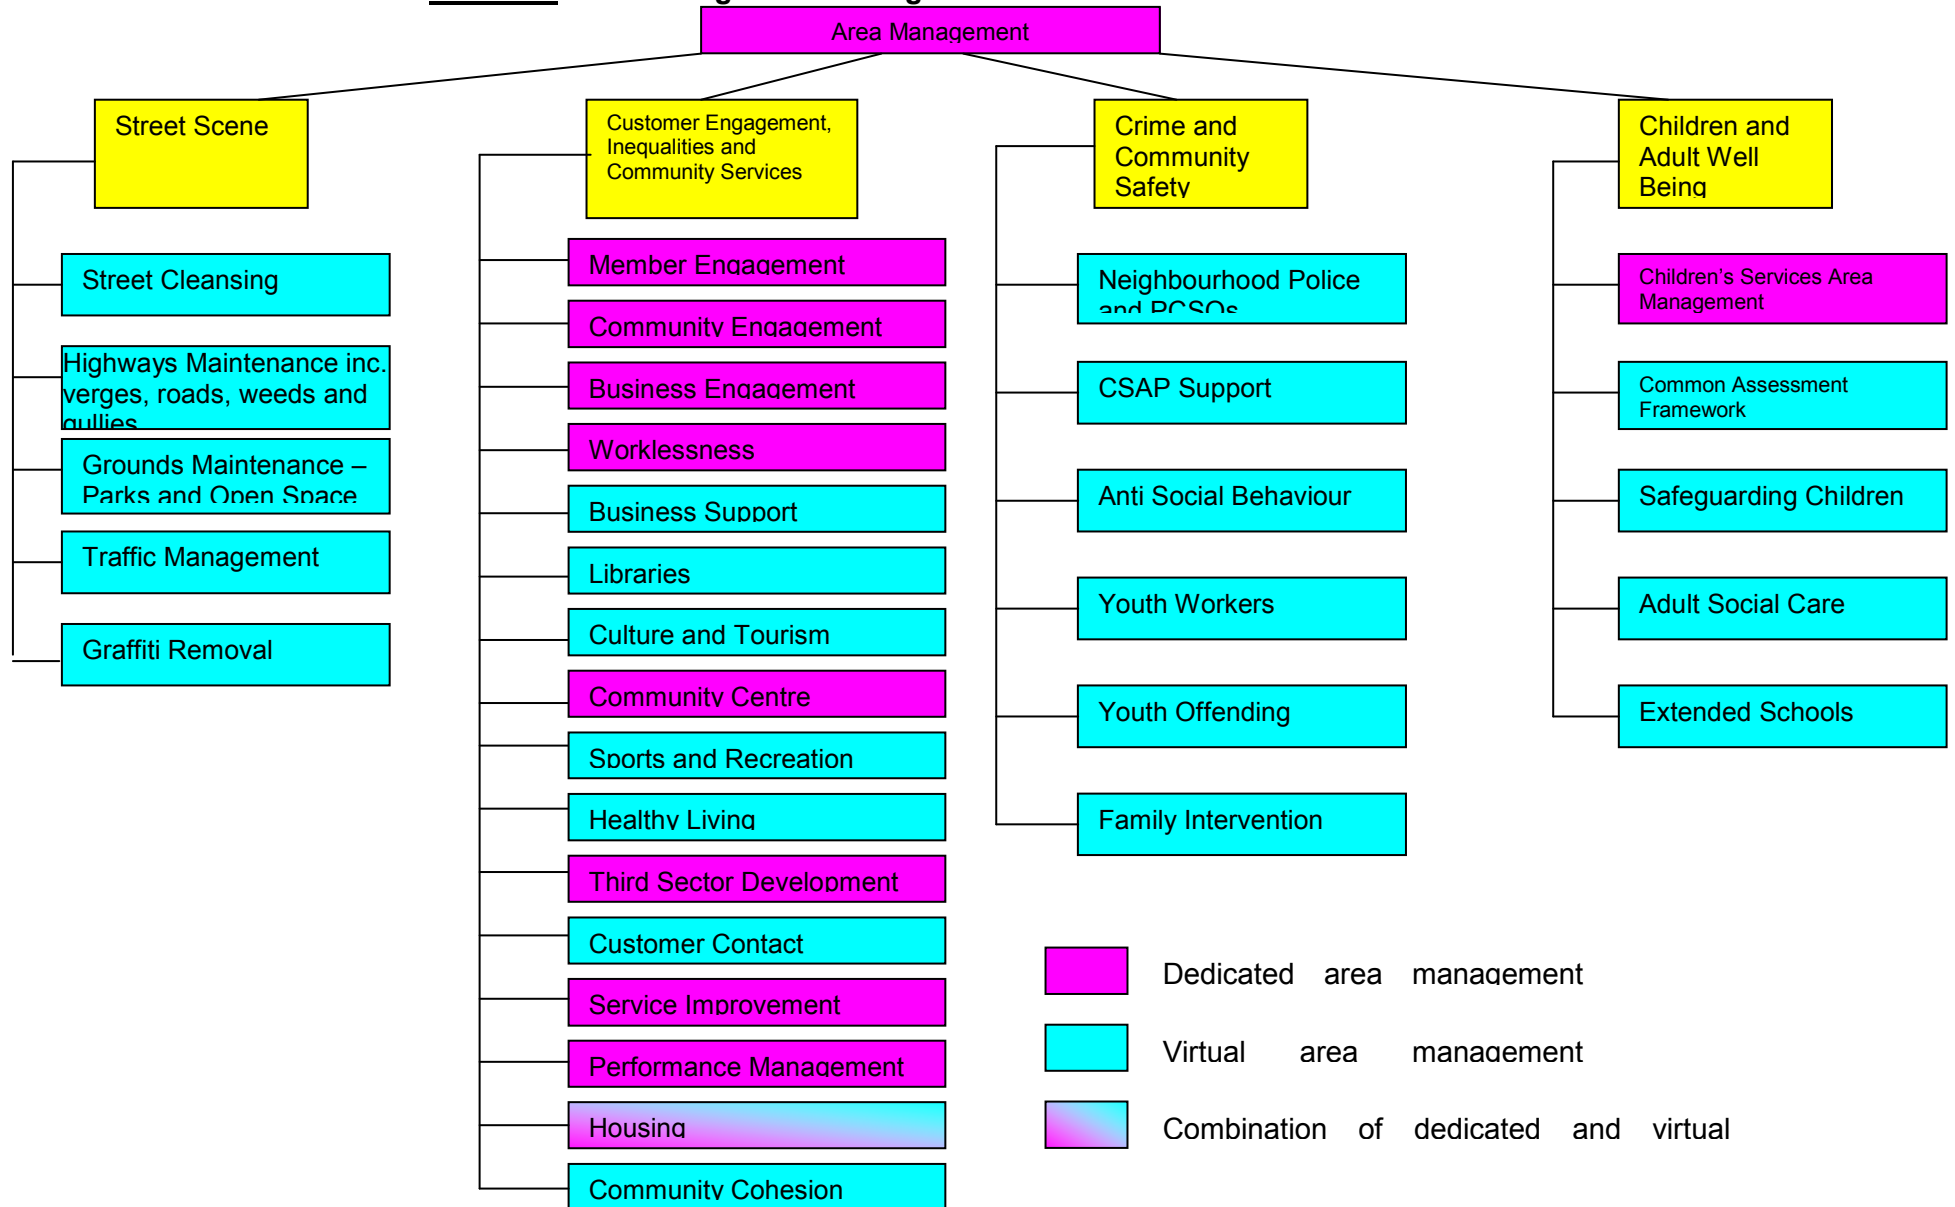 Area Management
Street Scene
Street Cleansing
Highways Maintenance inc.
verges, roads, weeds and
gullies
Grounds Maintenance –
Parks and Open Space
Traffic Management
Graffiti Removal
Customer Engagement,
Inequalities and
Community Services
Member Engagement
Community Engagement
Business Engagement
Worklessness
Business Support
Libraries
Culture and Tourism
Community Centre
Sports and Recreation
Healthy Living
Third Sector Development
Customer Contact
Service Improvement
Performance Management
Housing
Community Cohesion
Crime and
Community
Safety
Neighbourhood Police
and PCSOs
CSAP Support
Anti Social Behaviour
Youth Workers
Youth Offending
Family Intervention
Children and
Adult Well
Being
Children's Services Area
Management
Common Assessment
Framework
Safeguarding Children
Adult Social Care
Extended Schools
Dedicated area management
Virtual area management
Combination of dedicated and virtual